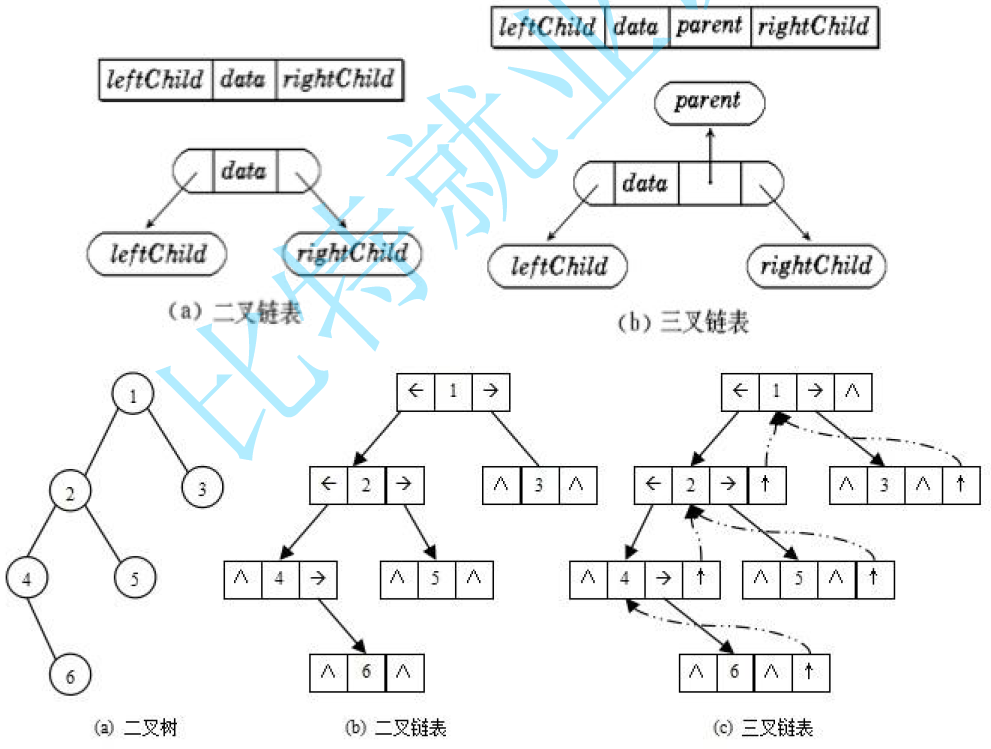 leftChild data parent rightChild
leftChild data rightChild
parent
data
data
leftChild
rightChild
leftChild
rightChild
(a) 二叉链表
(b) 三叉链表
比特就业
1
← 1 →
← 1 → ∧
2
3
← 2 →
∧ 3 ∧
← 2 → ↑
∧ 3 ∧ ↑
4
5
∧ 4 →
∧ 5 ∧
∧ 4 → ↑
∧ 5 ∧ ↑
6
∧ 6 ∧
∧ 6 ∧ ↑
(a) 二叉树
(b) 二叉链表
(c) 三叉链表